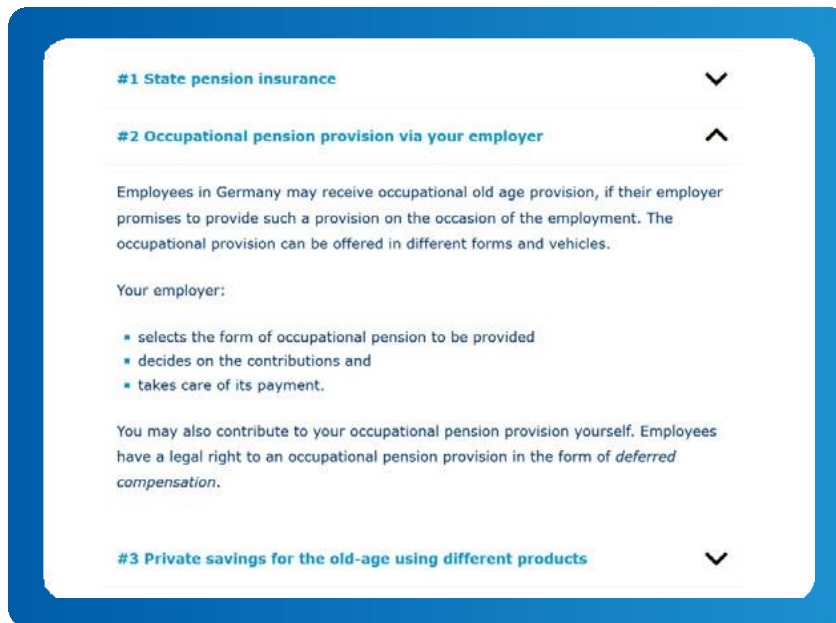 #1 State pension insurance
#2 Occupational pension provision via your employer
Employees in Germany may receive occupational old age provision, if their employer
promises to provide such a provision on the occasion of the employment. The
occupational provision can be offered in different forms and vehicles.
Your employer:
▪ selects the form of occupational pension to be provided
▪ decides on the contributions and
▪ takes care of its payment.
You may also contribute to your occupational pension provision yourself. Employees
have a legal right to an occupational pension provision in the form of deferred
compensation.
#3 Private savings for the old-age using different products